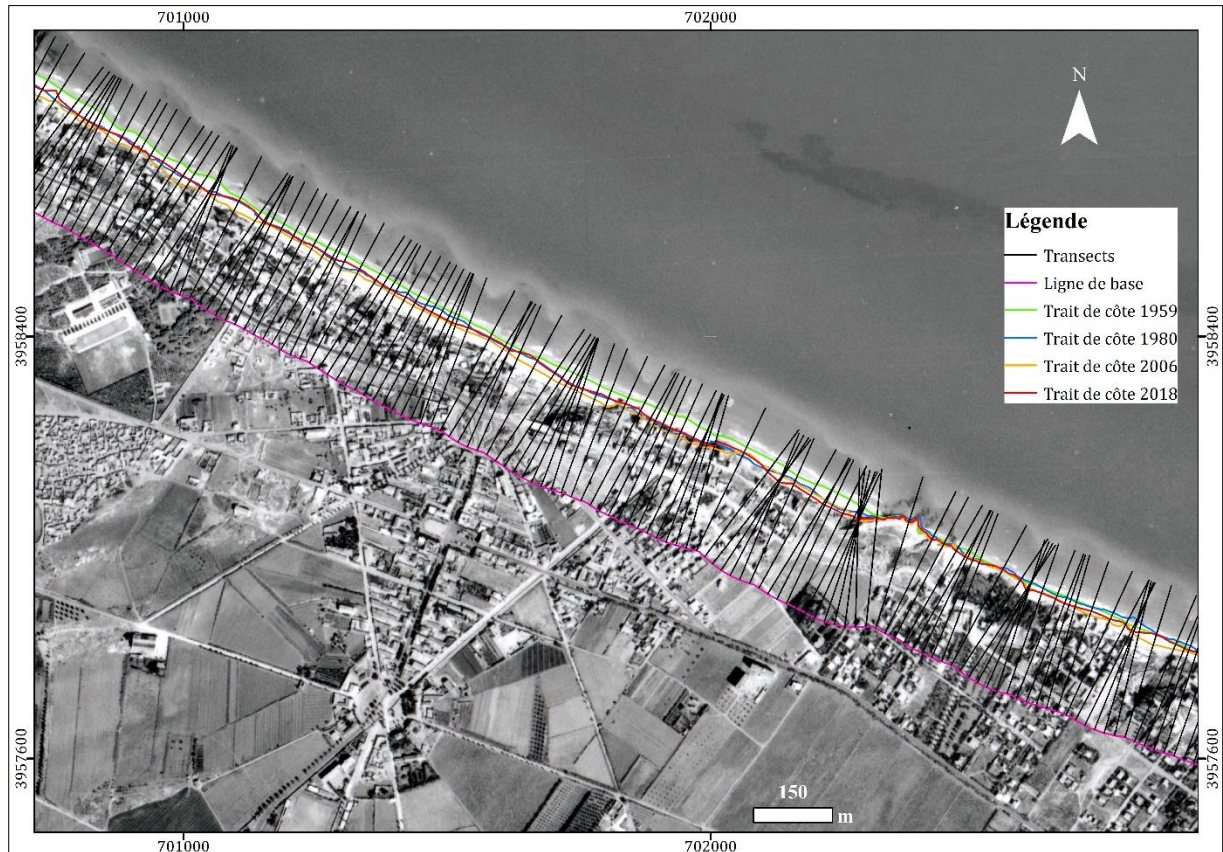 701000
702000
N
Légende
Transects
Ligne de base
Trait de côte 1959
Trait de côte 1980
Trait de côte 2006
Trait de côte 2018
3958400
3958400
3957600
3957600
150
m
701000
702000